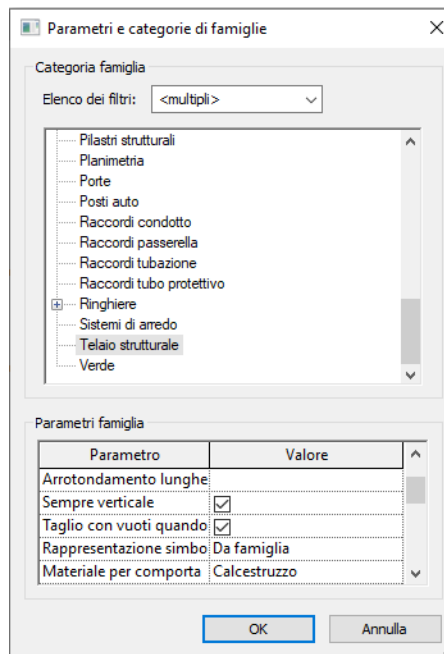 Parametri e categorie di famiglie
Categoria famiglia
Elenco dei filtri: <multipli>
Pilastri strutturali
Planimetria
Porte
Posti auto
Raccordi condotto
Raccordi passerella
Raccordi tubazione
Raccordi tubo protettivo
Ringhiere
Sistemi di arredo
Telaio strutturale
Verde
Parametri famiglia
Parametro Valore
Arrotondamento lunghe
Sempre verticale
Taglio con vuoti quando
Rappresentazione simbo Da famiglia
Materiale per comporta Calcestruzzo
OK Annulla